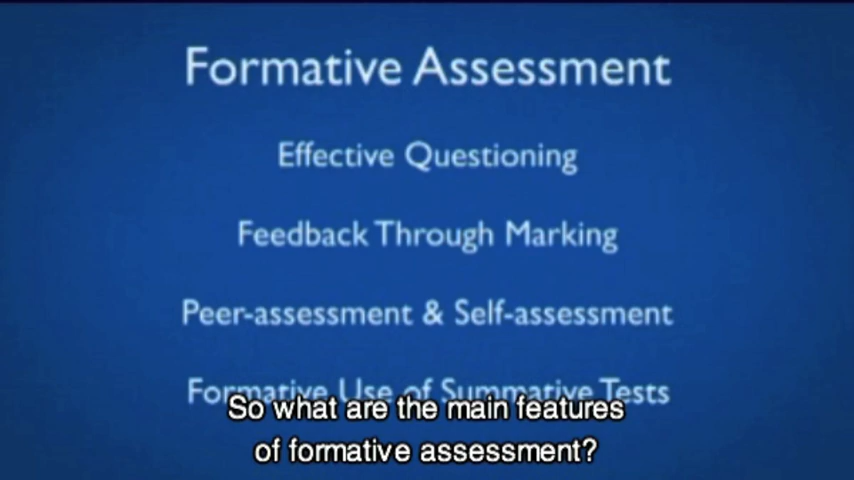 Formative Assessment
Effective Questioning
Feedback Through Marking
Peer-assessment & Self-assessment
Formative Use of Summative Tests
So what are the main features
of formative assessment?